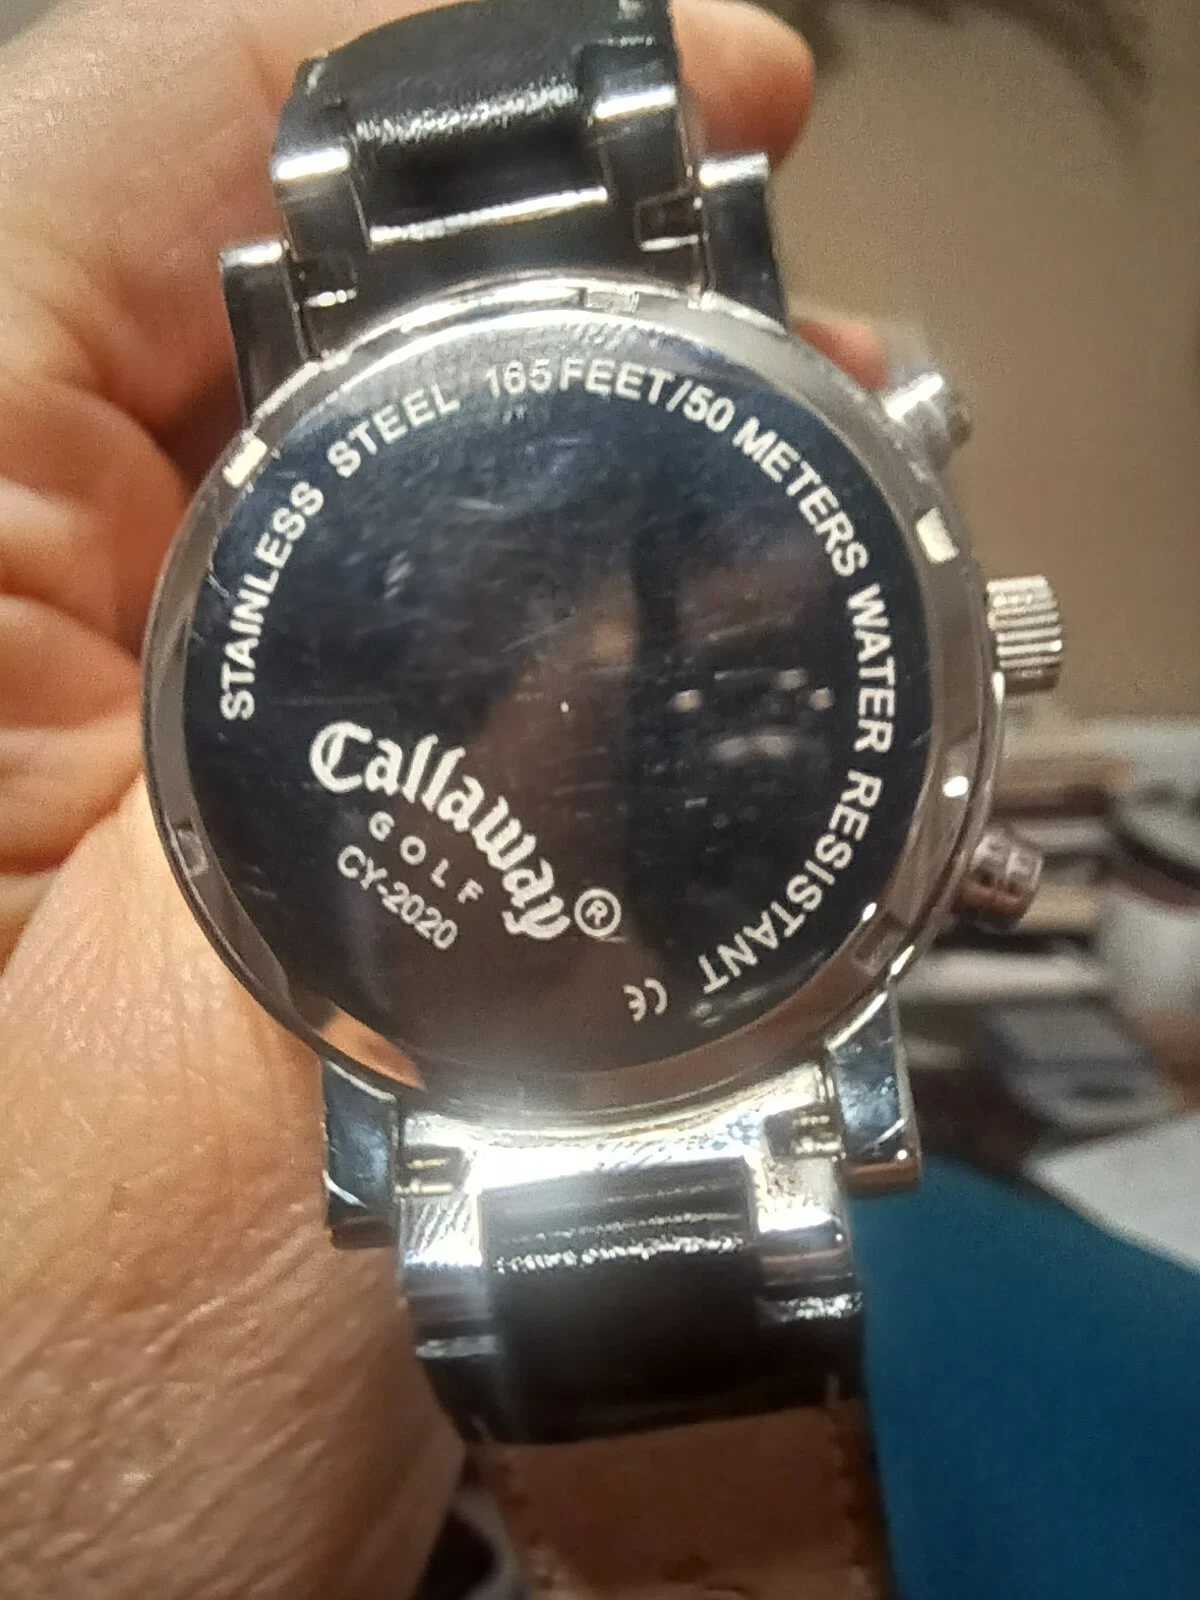 STAINLESS STEEL 165FEET/50 METERS WATER RESISTANT
Callaway®
GOLF
CY-2020
CE